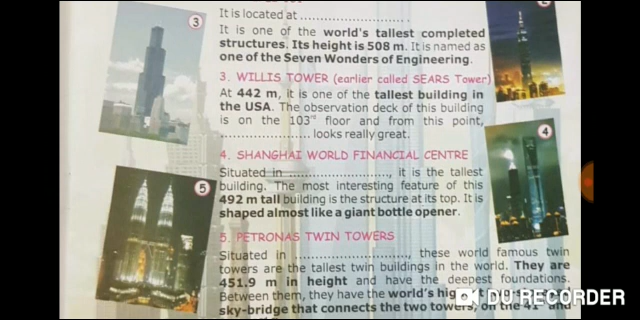 It is located at ..............................
It is one of the world's tallest completed
structures. Its height is 508 m. It is named as
one of the Seven Wonders of Engineering.
3. WILLIS TOWER (earlier called SEARS Tower)
At 442 m, it is one of the tallest building in
the USA. The observation deck of this building
is on the 103rd floor and from this point,
......................... looks really great.
4. SHANGHAI WORLD FINANCIAL CENTRE
Situated in ............................, it is the tallest
building. The most interesting feature of this
492 m tall building is the structure at its top. It is
shaped almost like a giant bottle opener.
5. PETRONAS TWIN TOWERS
Situated in ................................, these world famous twin
towers are the tallest twin buildings in the world. They are
451.9 m in height and have the deepest foundations.
Between them, they have the world's
sky-bridge that connects the two towers, on the 41st and
3
4
5
DU RECORDER